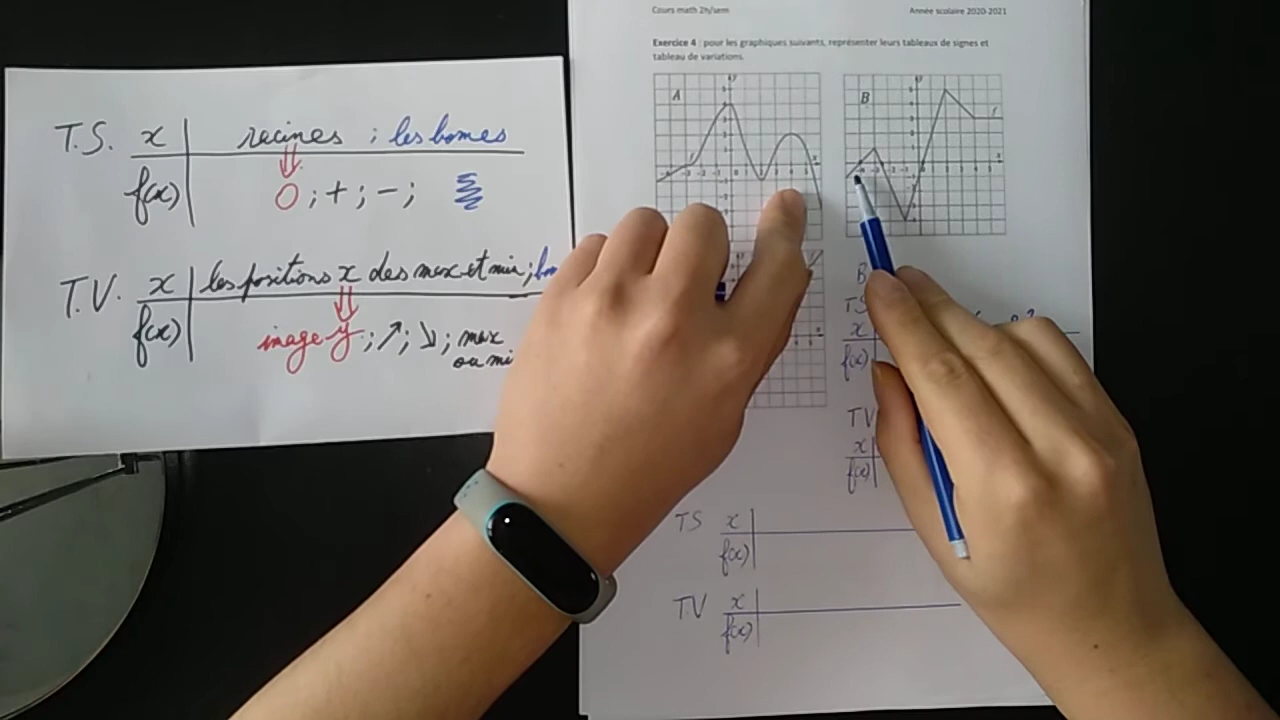 T.S. x racines ; les bornes
f(x) 0 ; + ; - ;
T.V. x les positions x des max et min ;
f(x) image y ; ↗ ; ↘ ; max
ou
Cours math 2h/sem Année scolaire 2020-2021
Exercice 4 : pour les graphiques suivants, représenter leurs tableaux de signes et
tableau de variations.
A
B
B
TS
x
f(x)
TV
x
f(x)
TS x
f(x)
TV x
f(x)